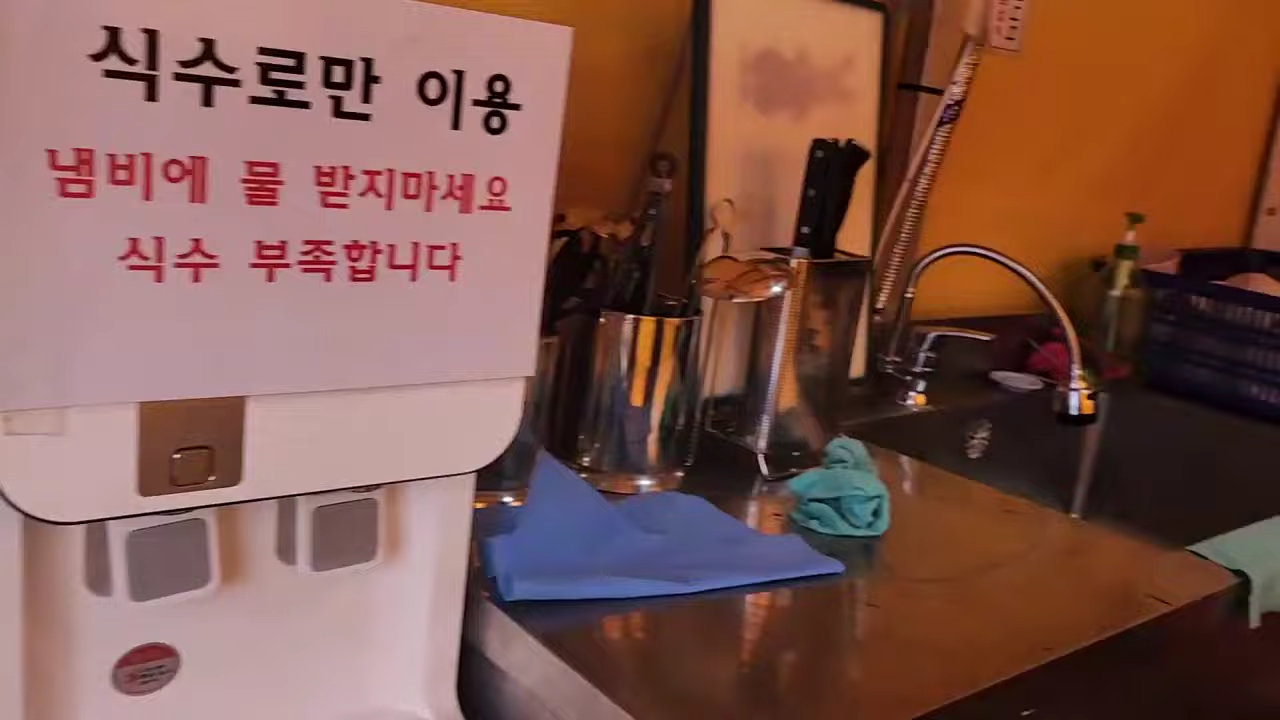 식수로만 이용
냄비에 물 받지마세요
식수 부족합니다